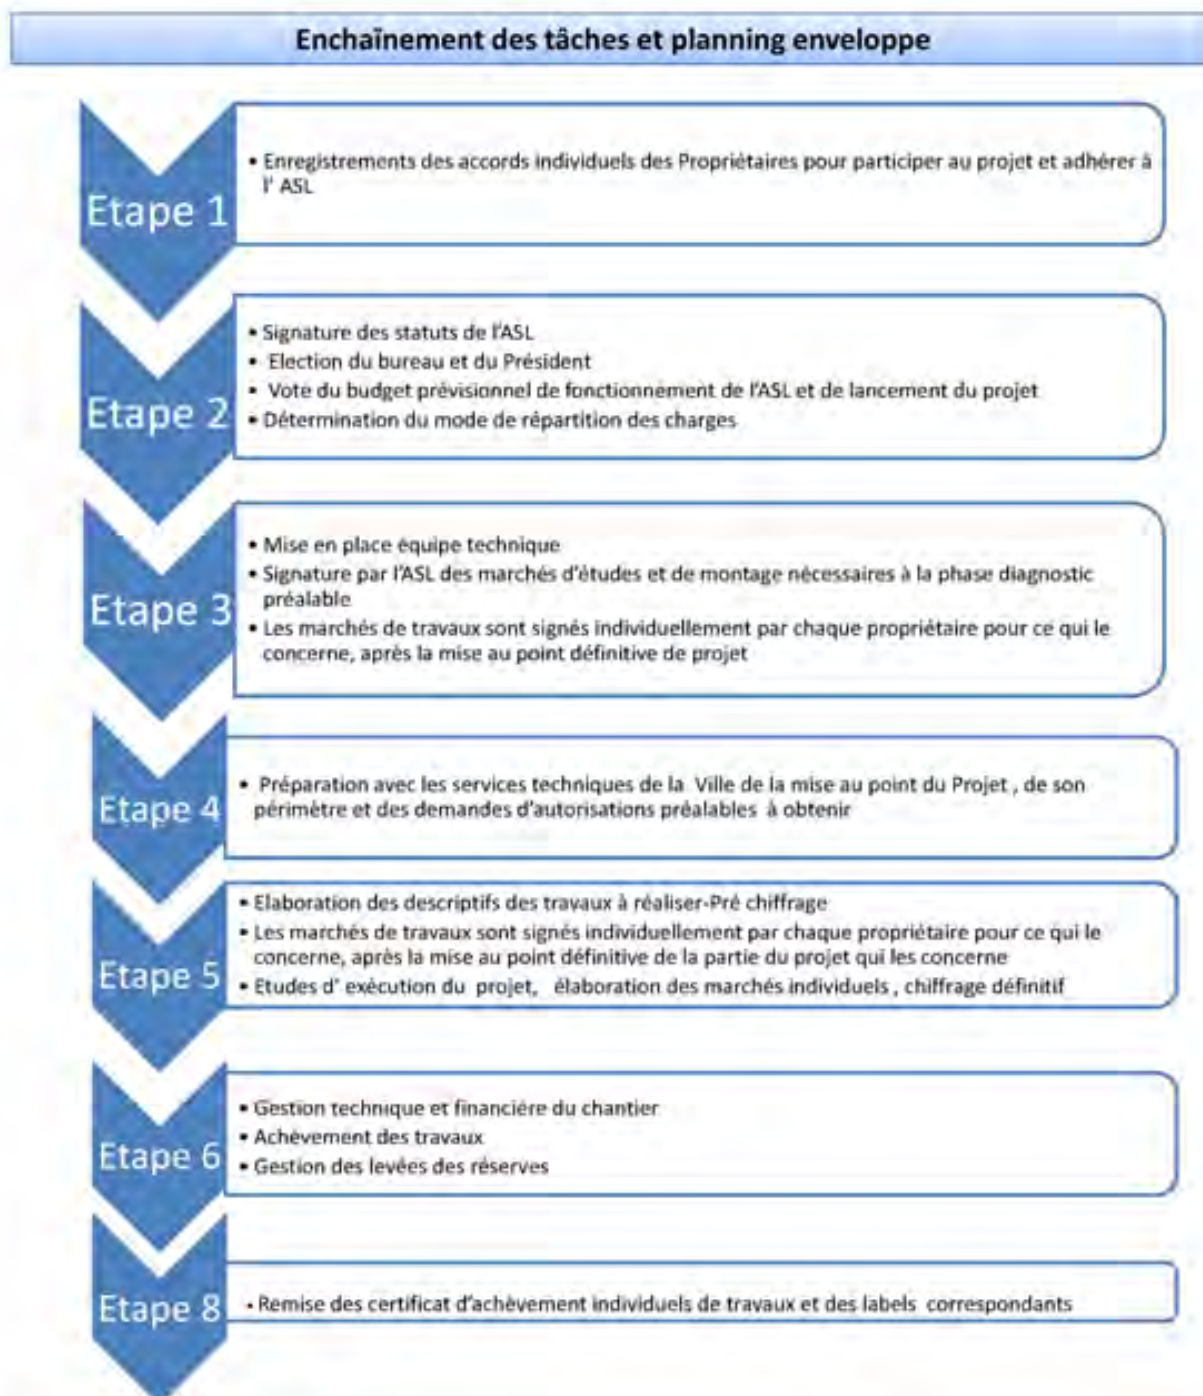 Enchaînement des tâches et planning enveloppe
Etape 1
• Enregistrements des accords individuels des Propriétaires pour participer au projet et adhérer à
l' ASL
Etape 2
• Signature des statuts de l'ASL
• Election du bureau et du Président
• Vote du budget prévisionnel de fonctionnement de l'ASL et de lancement du projet
• Détermination du mode de répartition des charges
Etape 3
• Mise en place équipe technique
• Signature par l'ASL des marchés d'études et de montage nécessaires à la phase diagnostic
préalable
• Les marchés de travaux sont signés individuellement par chaque propriétaire pour ce qui le
concerne, après la mise au point définitive de projet
Etape 4
• Préparation avec les services techniques de la Ville de la mise au point du Projet , de son
périmètre et des demandes d'autorisations préalables à obtenir
Etape 5
• Elaboration des descriptifs des travaux à réaliser-Pré chiffrage
• Les marchés de travaux sont signés individuellement par chaque propriétaire pour ce qui le
concerne, après la mise au point définitive de la partie du projet qui les concerne
• Etudes d' exécution du projet, élaboration des marchés individuels , chiffrage définitif
Etape 6
• Gestion technique et financière du chantier
• Achèvement des travaux
• Gestion des levées des réserves
Etape 8
• Remise des certificat d'achèvement individuels de travaux et des labels correspondants